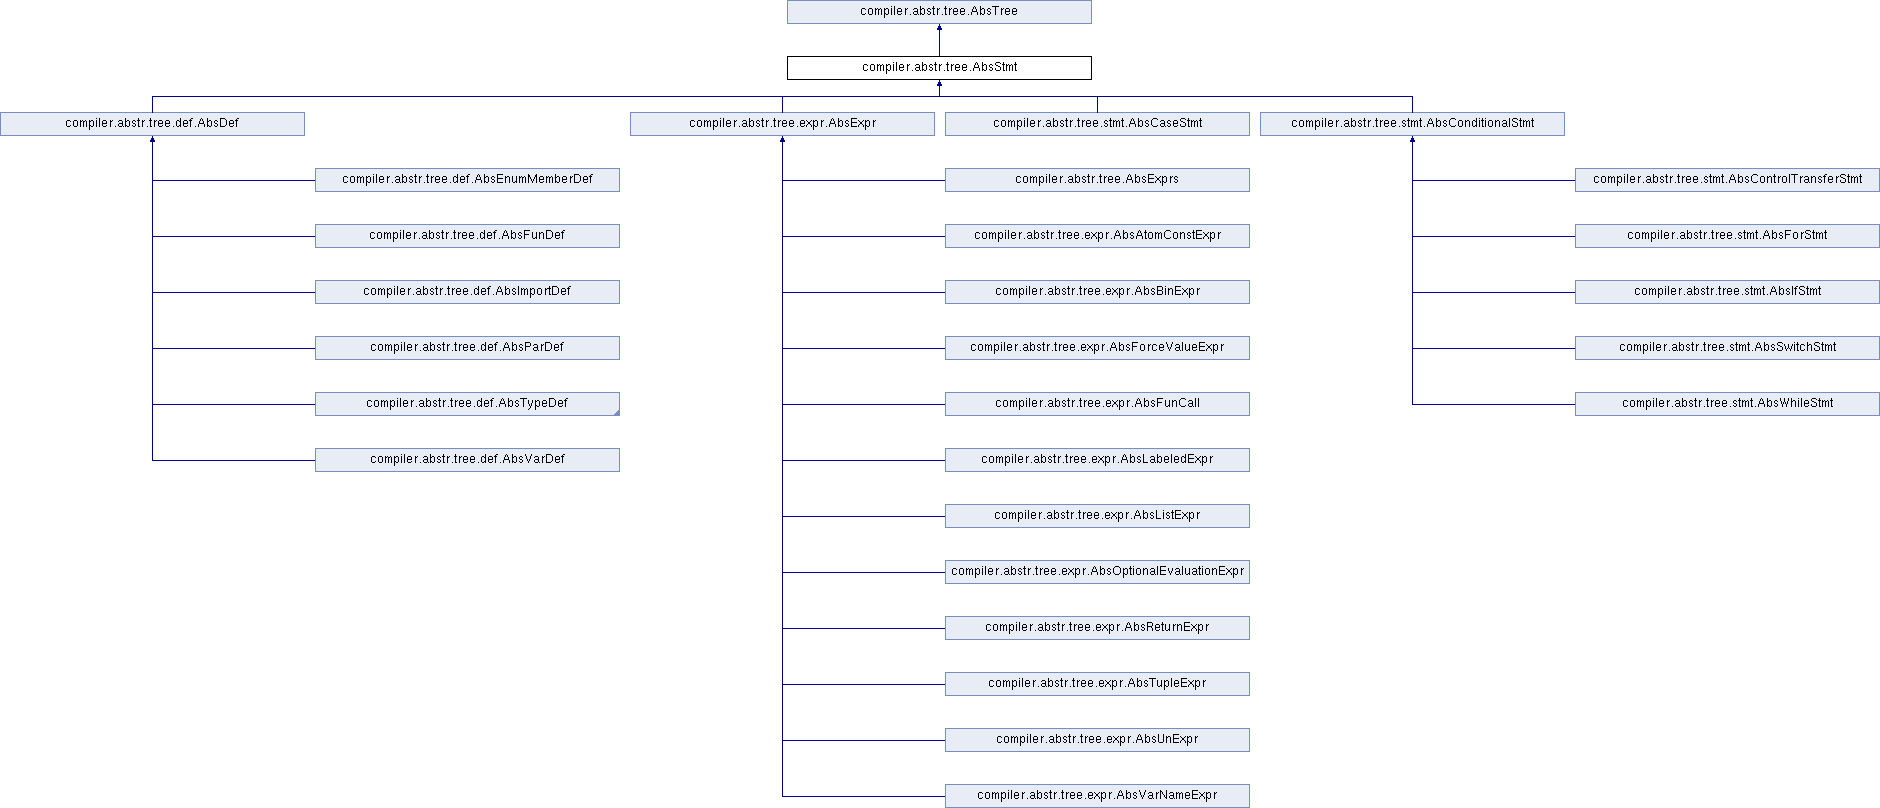 compiler.abstr.tree.AbsTree
compiler.abstr.tree.AbsStmt
compiler.abstr.tree.def.AbsDef
compiler.abstr.tree.expr.AbsExpr
compiler.abstr.tree.stmt.AbsCaseStmt
compiler.abstr.tree.stmt.AbsConditionalStmt
compiler.abstr.tree.def.AbsEnumMemberDef
compiler.abstr.tree.AbsExprs
compiler.abstr.tree.stmt.AbsControlTransferStmt
compiler.abstr.tree.def.AbsFunDef
compiler.abstr.tree.expr.AbsAtomConstExpr
compiler.abstr.tree.stmt.AbsForStmt
compiler.abstr.tree.def.AbsImportDef
compiler.abstr.tree.expr.AbsBinExpr
compiler.abstr.tree.stmt.AbsIfStmt
compiler.abstr.tree.def.AbsParDef
compiler.abstr.tree.expr.AbsForceValueExpr
compiler.abstr.tree.stmt.AbsSwitchStmt
compiler.abstr.tree.def.AbsTypeDef
compiler.abstr.tree.expr.AbsFunCall
compiler.abstr.tree.stmt.AbsWhileStmt
compiler.abstr.tree.def.AbsVarDef
compiler.abstr.tree.expr.AbsLabeledExpr
compiler.abstr.tree.expr.AbsListExpr
compiler.abstr.tree.expr.AbsOptionalEvaluationExpr
compiler.abstr.tree.expr.AbsReturnExpr
compiler.abstr.tree.expr.AbsTupleExpr
compiler.abstr.tree.expr.AbsUnExpr
compiler.abstr.tree.expr.AbsVarNameExpr